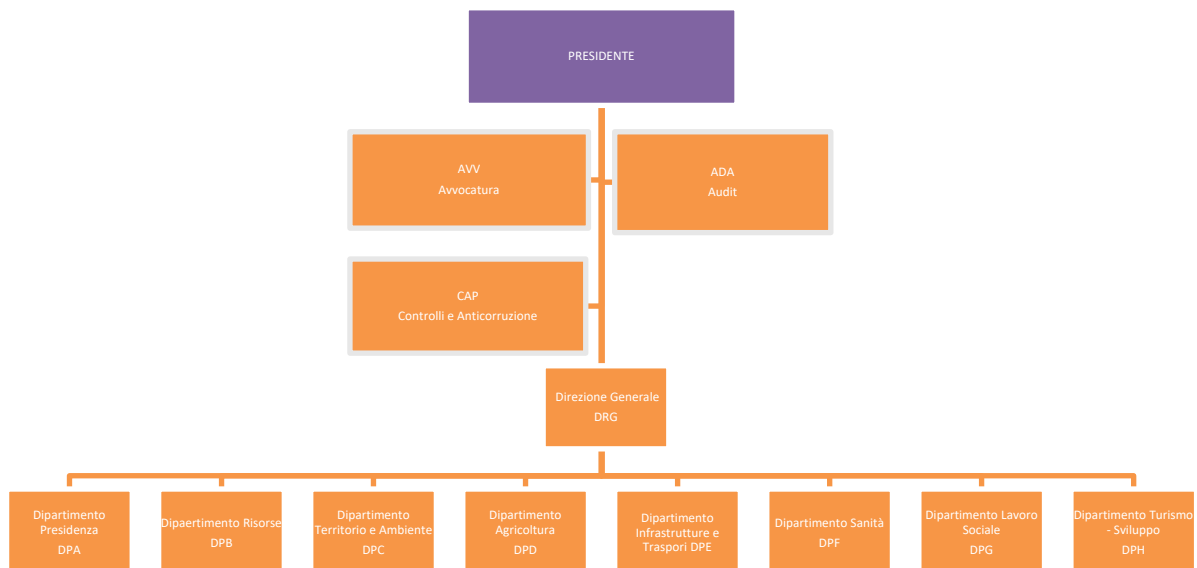 PRESIDENTE
AVV
Avvocatura
ADA
Audit
CAP
Controlli e Anticorruzione
Direzione Generale
DRG
Dipartimento
Presidenza
DPA
Dipaertimento Risorse
DPB
Dipartimento
Territorio e Ambiente
DPC
Dipartimento
Agricoltura
DPD
Dipartimento
Infrastrutture e
Traspori DPE
Dipartimento Sanità
DPF
Dipartimento Lavoro
Sociale
DPG
Dipartimento Turismo
- Sviluppo
DPH